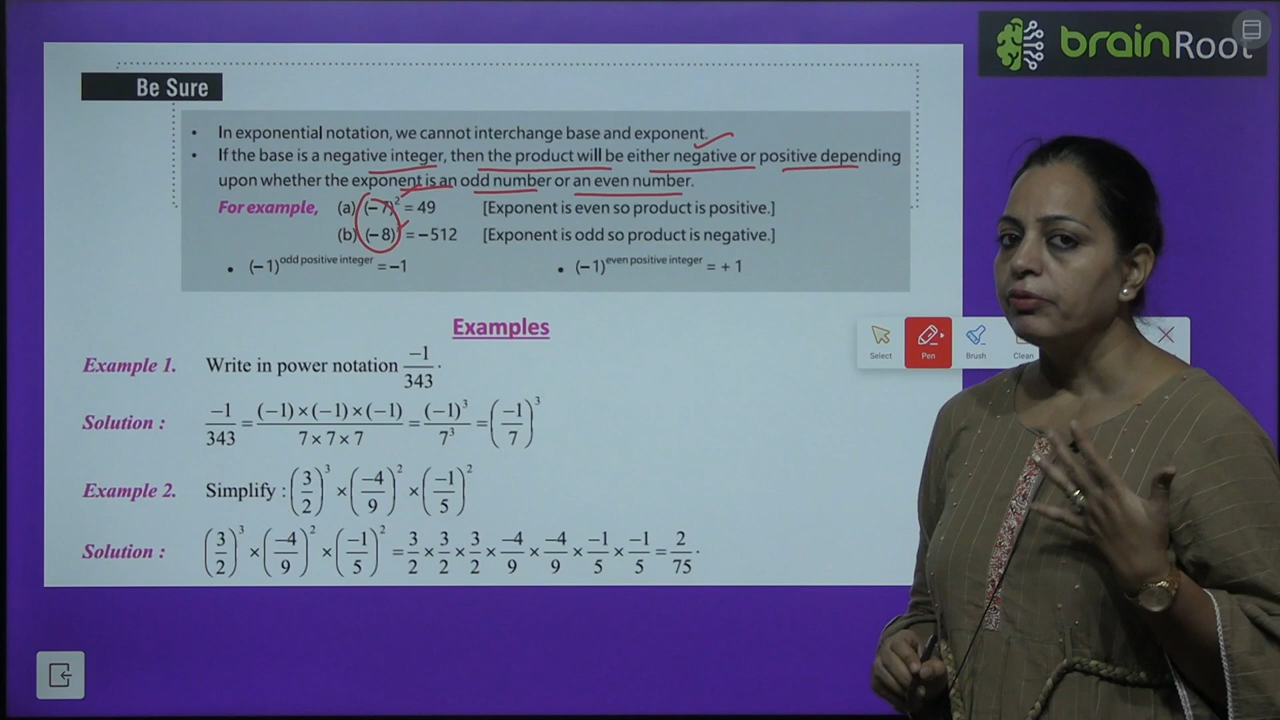 brainRoot
Be Sure
• In exponential notation, we cannot interchange base and exponent.
• If the base is a negative integer, then the product will be either negative or positive depending
upon whether the exponent is an odd number or an even number.
For example, (a) (−7)² = 49 [Exponent is even so product is positive.]
(b) (−8) = −512 [Exponent is odd so product is negative.]
• (−1)^odd positive integer = −1 • (−1)^even positive integer = + 1
Examples
Example 1. Write in power notation −1/343.
Solution : −1/343 = (−1)×(−1)×(−1)/7×7×7 = (−1)³/7³ = (−1/7)³
Example 2. Simplify : (3/2)³ × (−4/9)² × (−1/5)²
Solution : (3/2)³ × (−4/9)² × (−1/5)² = 3/2 × 3/2 × 3/2 × −4/9 × −4/9 × −1/5 × −1/5 = 2/75.
Select Pen Brush Clean